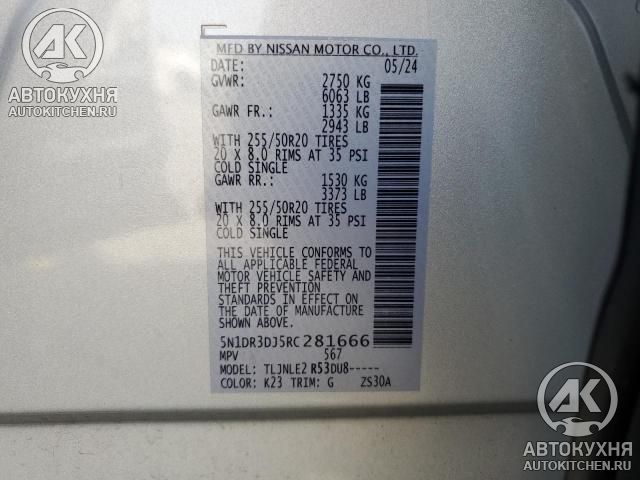 AK
АВТОКУХНЯ
AUTOKITCHEN.RU
MFD BY NISSAN MOTOR CO., LTD.
DATE: 05/24
GVWR: 2750 KG
6063 LB
GAWR FR.: 1335 KG
2943 LB
WITH 255/50R20 TIRES
20 X 8.0 RIMS AT 35 PSI
COLD SINGLE
GAWR RR.: 1530 KG
3373 LB
WITH 255/50R20 TIRES
20 X 8.0 RIMS AT 35 PSI
COLD SINGLE
THIS VEHICLE CONFORMS TO
ALL APPLICABLE FEDERAL
MOTOR VEHICLE SAFETY AND
THEFT PREVENTION
STANDARDS IN EFFECT ON
THE DATE OF MANUFACTURE
SHOWN ABOVE.
5N1DR3DJ5RC281666
MPV 567
MODEL: TLJNLE2 R53DU8-----
COLOR: K23 TRIM: G ZS30A
AK
АВТОКУХНЯ
AUTOKITCHEN.RU